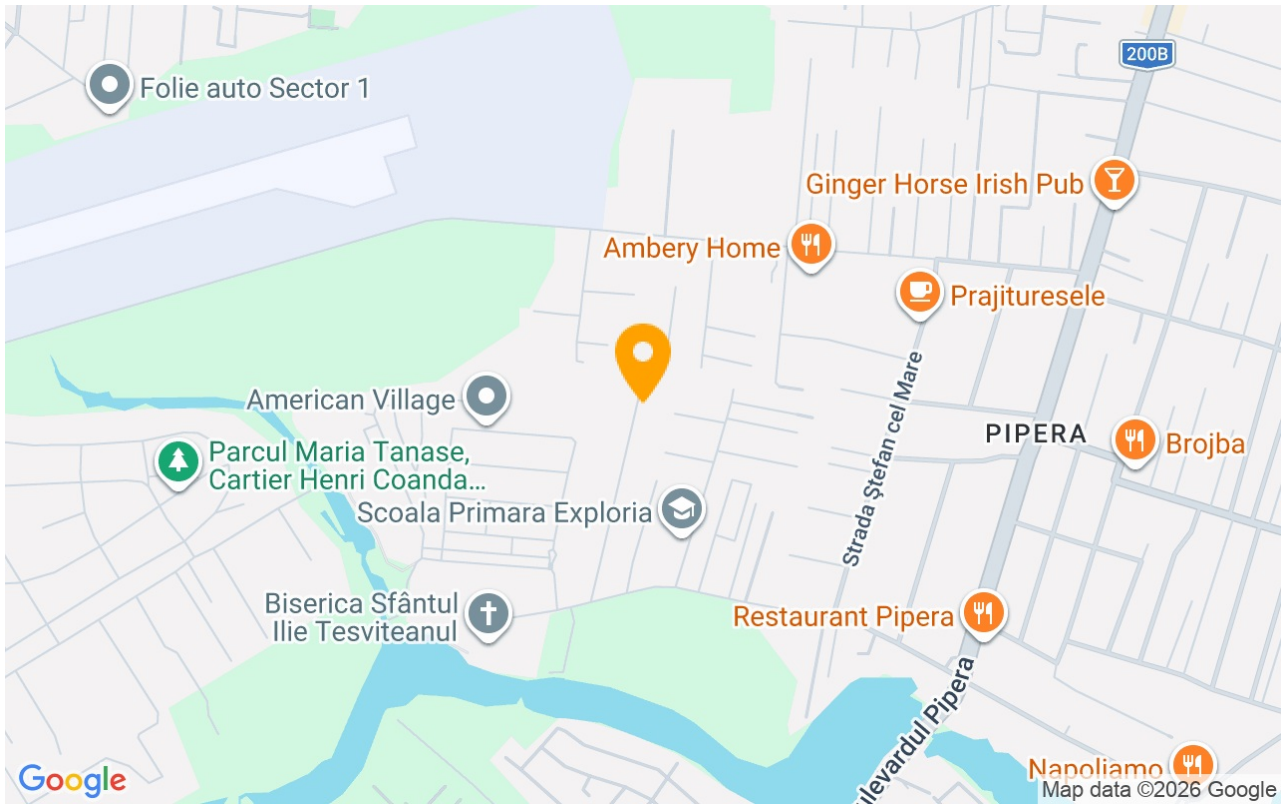 200B
Folie auto Sector 1
Ginger Horse Irish Pub
Ambery Home
Prajituresele
American Village
Strada Ștefan cel Mare
PIPERA
Brojba
Parcul Maria Tanase,
Cartier Henri Coanda...
Scoala Primara Exploria
Biserica Sfântul
Ilie Tesviteanul
Restaurant Pipera
ulevardul Pipera
Napoliamo
Google
Map data ©2026 Google